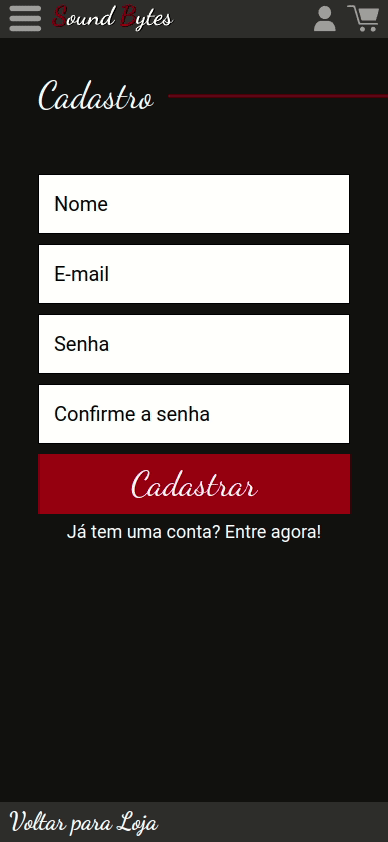 Sound Bytes
Cadastro
Nome
E-mail
Senha
Confirme a senha
Cadastrar
Já tem uma conta? Entre agora!
Voltar para Loja